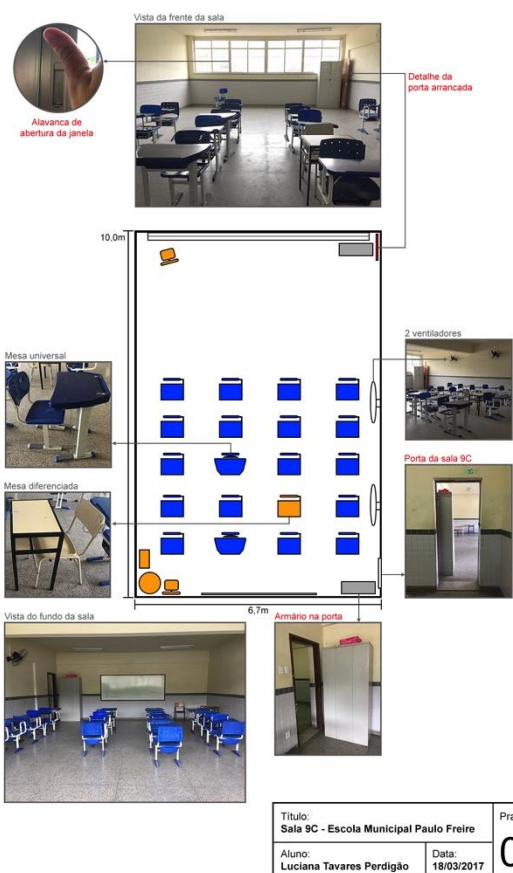 Vista da frente da sala
Alavanca de
abertura da janela
Detalhe da
porta arrancada
10,0m
2 ventiladores
Mesa universal
Porta da sala 9C
Mesa diferenciada
6,7m
Vista do fundo da sala
Armário na porta
Título:
Sala 9C - Escola Municipal Paulo Freire
Aluno:
Luciana Tavares Perdigão
Data:
18/03/2017